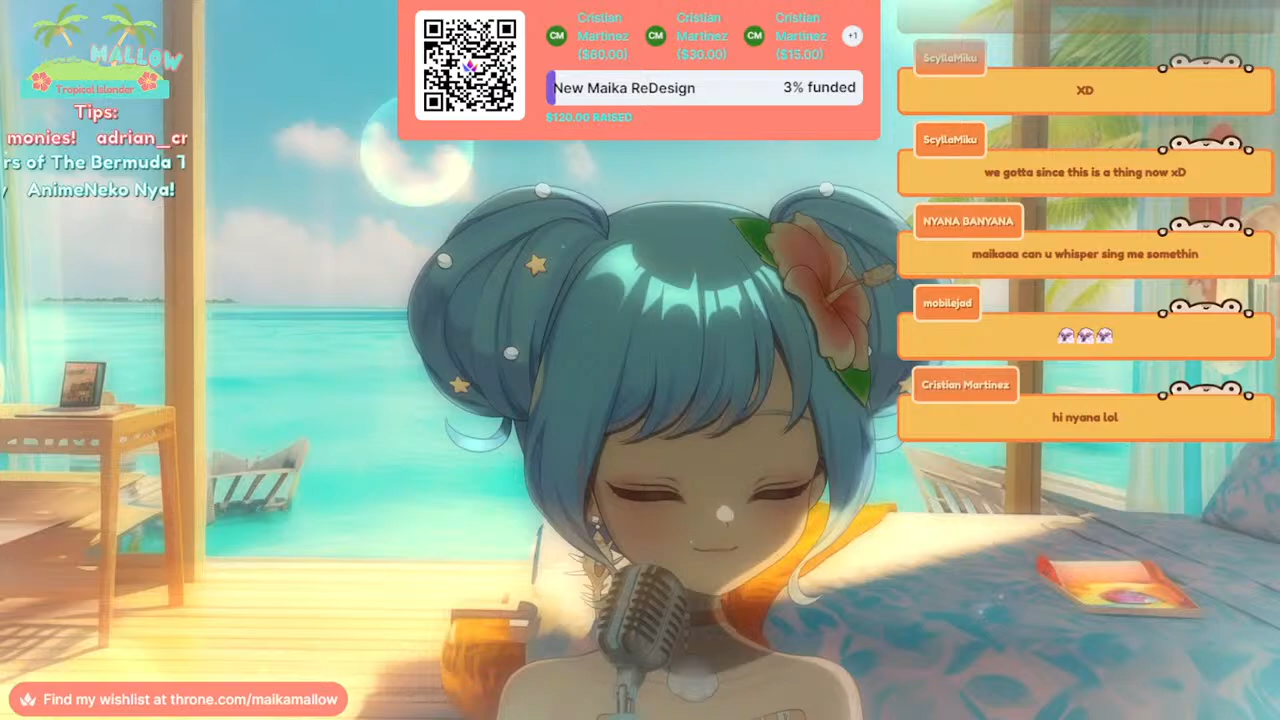 MALLOW
Tropical Islander
Tips:
monies! adrian_cr
rs of The Bermuda T
AnimeNeko Nya!
CM
Cristian
Martinez
($60.00)
CM
Cristian
Martinez
($30.00)
CM
Cristian
Martinez
($15.00)
+1
New Maika ReDesign
3% funded
$120.00 RAISED
ScyllaMiku
XD
ScyllaMiku
we gotta since this is a thing now xD
NYANA BANYANA
maikaaa can u whisper sing me somethin
mobilejad
Cristian Martinez
hi nyana lol
Find my wishlist at throne.com/maikamallow